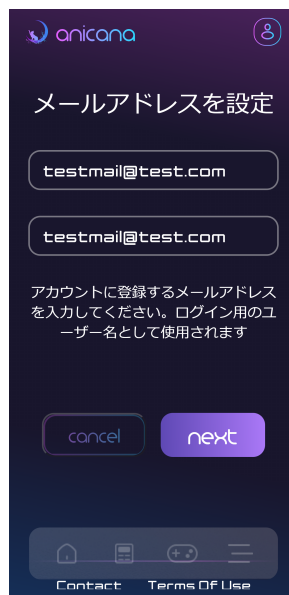 anicana
メールアドレスを設定
testmail@test.com
testmail@test.com
アカウントに登録するメールアドレス
を入力してください。ログイン用のユ
ーザー名として使用されます
cancel next
Contact Terms Of Use